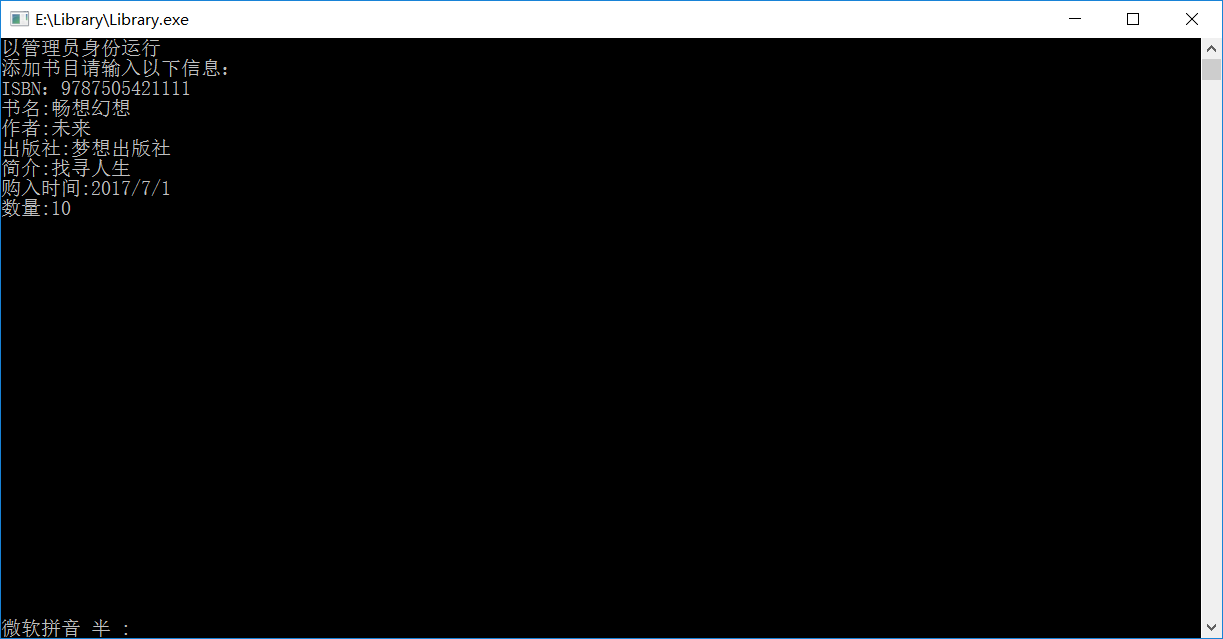 E:\Library\Library.exe
以管理员身份运行
添加书目请输入以下信息：
ISBN：9787505421111
书名:畅想幻想
作者:未来
出版社:梦想出版社
简介:找寻人生
购入时间:2017/7/1
数量:10
微软拼音 半 :